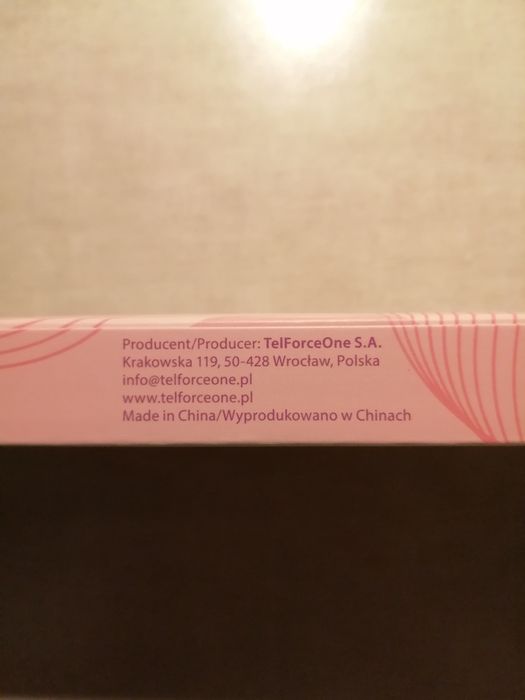 Producent/Producer: TelForceOne S.A.
Krakowska 119, 50-428 Wrocław, Polska
info@telforceone.pl
www.telforceone.pl
Made in China/Wyprodukowano w Chinach